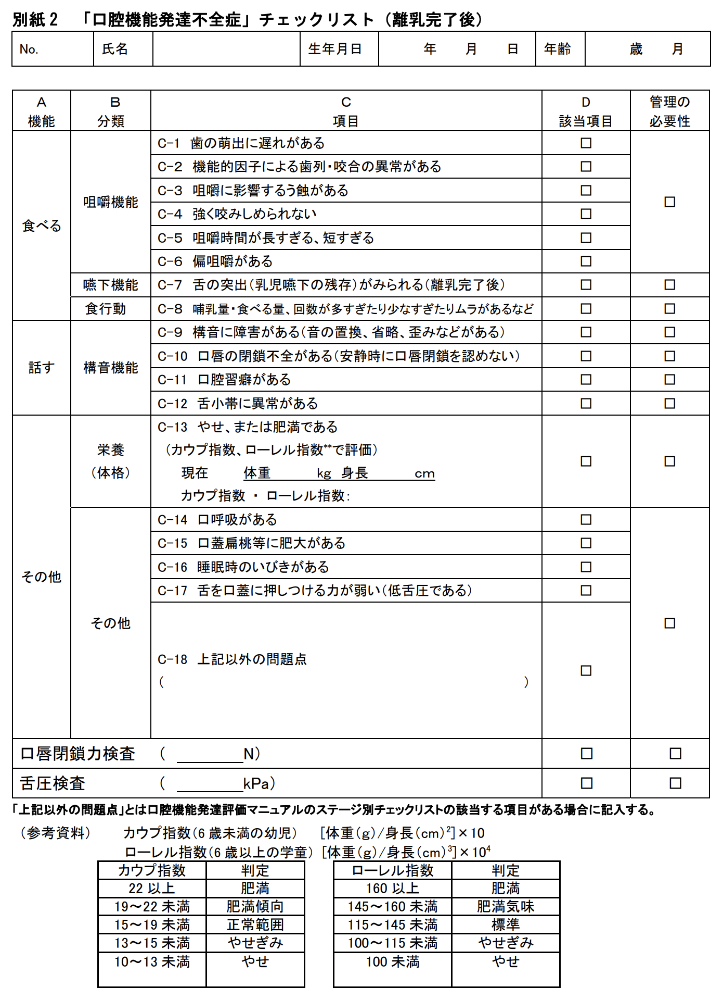 別紙２　「口腔機能発達不全症」チェックリスト（離乳完了後）
No.　氏名　生年月日　年　月　日　年齢　歳　月
A 機能　B 分類　C 項目　D 該当項目　管理の必要性
食べる
咀嚼機能
C-1　歯の萌出に遅れがある　□　□
C-2　機能的因子による歯列・咬合の異常がある　□
C-3　咀嚼に影響するう蝕がある　□
C-4　強く咬みしめられない　□
C-5　咀嚼時間が長すぎる、短すぎる　□
C-6　偏咀嚼がある　□
嚥下機能　C-7　舌の突出（乳児嚥下の残存）がみられる（離乳完了後）　□　□
食行動　C-8　哺乳量・食べる量、回数が多すぎたり少なすぎたりムラがあるなど　□　□
話す
構音機能
C-9　構音に障害がある（音の置換、省略、歪みなどがある）　□　□
C-10　口唇の閉鎖不全がある（安静時に口唇閉鎖を認めない）　□　□
C-11　口腔習癖がある　□　□
C-12　舌小帯に異常がある　□　□
その他
栄養
（体格）
C-13　やせ、または肥満である　□　□
（カウプ指数、ローレル指数**で評価）
現在　体重　kg　身長　cm
カウプ指数 ・ ローレル指数：
その他
C-14　口呼吸がある　□　□
C-15　口蓋扁桃等に肥大がある　□
C-16　睡眠時のいびきがある　□
C-17　舌を口蓋に押しつける力が弱い（低舌圧である）　□
C-18　上記以外の問題点　□
（　）
口唇閉鎖力検査　（　N）　□　□
舌圧検査　（　kPa）　□　□
「上記以外の問題点」とは口腔機能発達評価マニュアルのステージ別チェックリストの該当する項目がある場合に記入する。
（参考資料）　カウプ指数（6 歳未満の幼児）　[体重（g）/身長（cm）²]×10
ローレル指数（6 歳以上の学童）[体重（g）/身長（cm）³]×10⁴
カウプ指数　判定　ローレル指数　判定
22 以上　肥満　160 以上　肥満
19～22 未満　肥満傾向　145～160 未満　肥満気味
15～19 未満　正常範囲　115～145 未満　標準
13～15 未満　やせぎみ　100～115 未満　やせぎみ
10～13 未満　やせ　100 未満　やせ